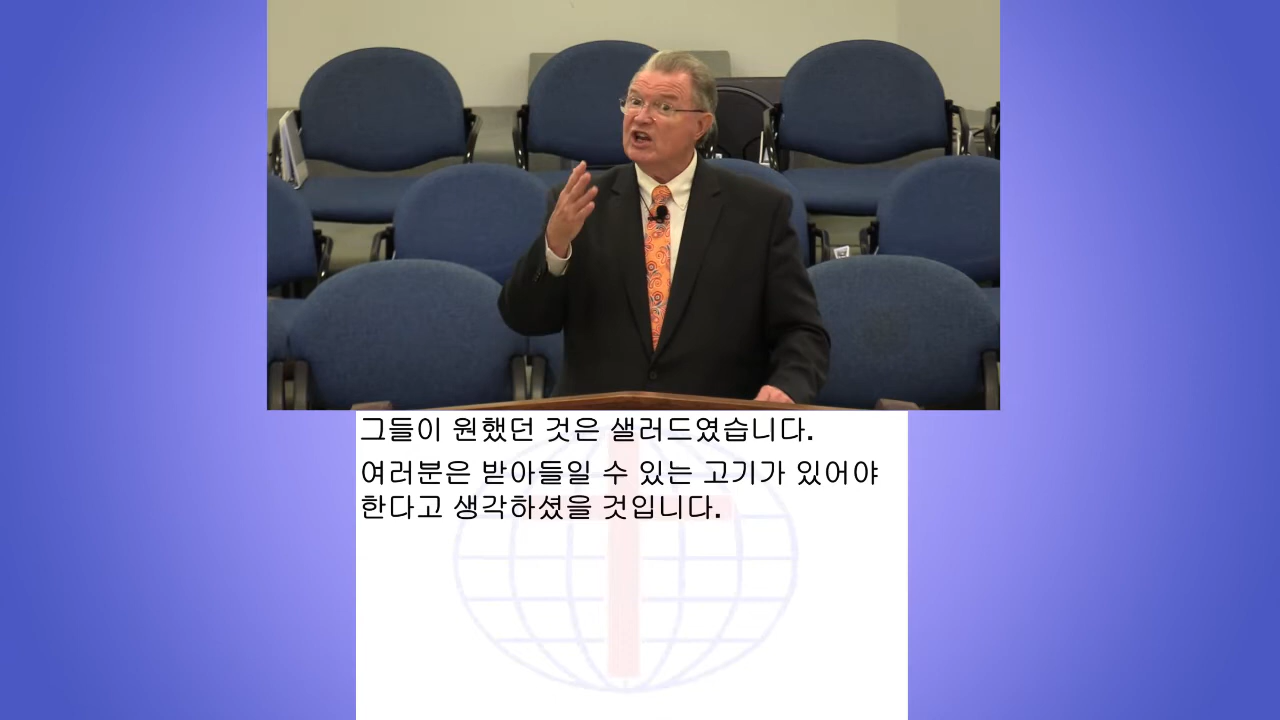 그들이 원했던 것은 샐러드였습니다.
여러분은 받아들일 수 있는 고기가 있어야
한다고 생각하셨을 것입니다.